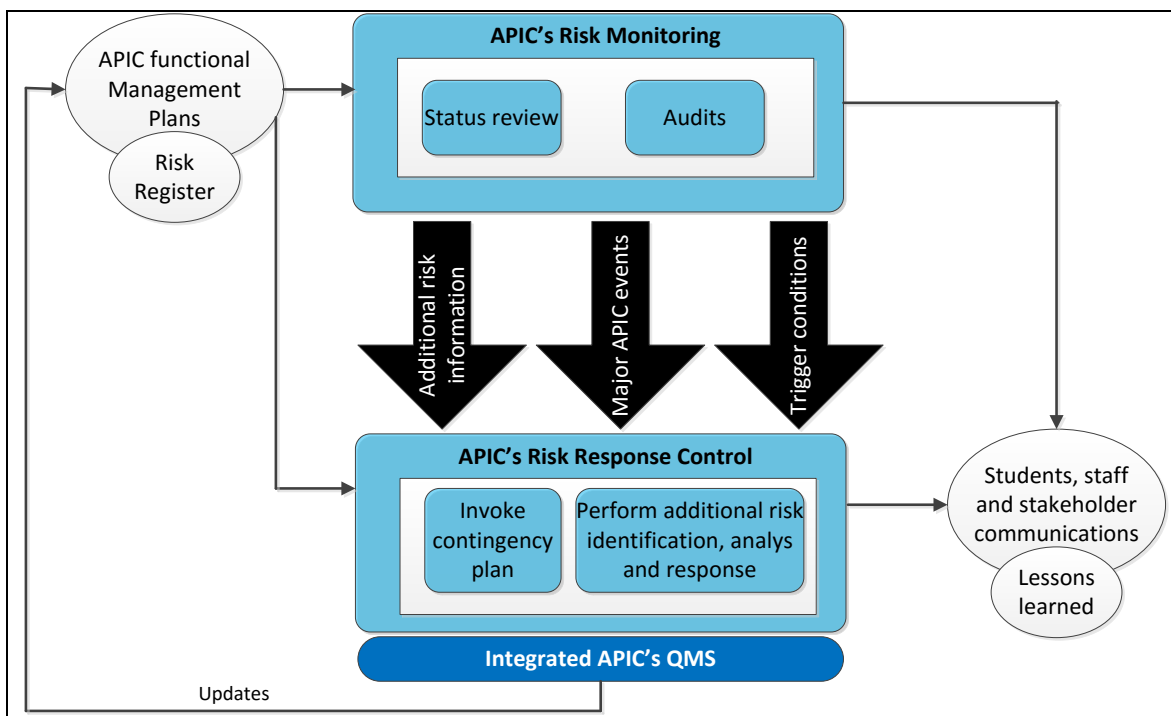 APIC functional
Management
Plans
Risk
Register
APIC’s Risk Monitoring
Status review
Audits
Additional risk
information
Major APIC events
Trigger conditions
APIC’s Risk Response Control
Invoke
contingency
plan
Perform additional risk
identification, analys
and response
Students, staff
and stakeholder
communications
Lessons
learned
Integrated APIC’s QMS
Updates